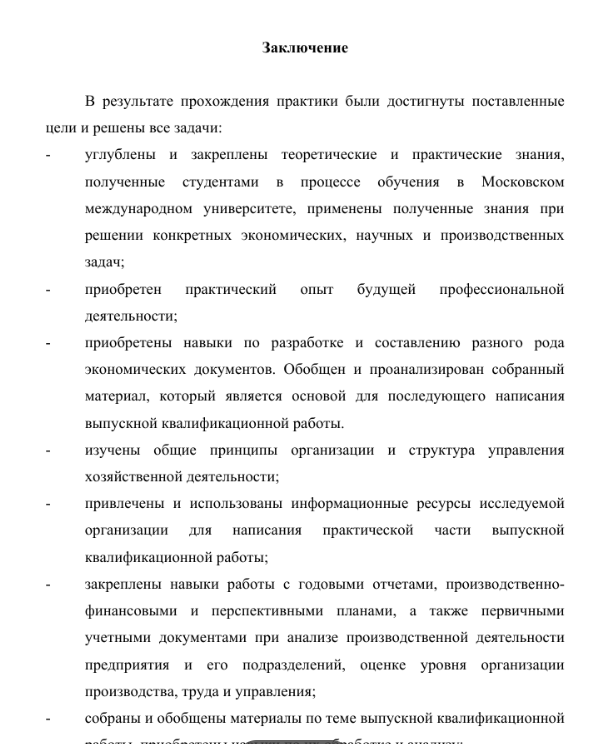 Заключение
В результате прохождения практики были достигнуты поставленные
цели и решены все задачи:
- углублены и закреплены теоретические и практические знания,
полученные студентами в процессе обучения в Московском
международном университете, применены полученные знания при
решении конкретных экономических, научных и производственных
задач;
- приобретен практический опыт будущей профессиональной
деятельности;
- приобретены навыки по разработке и составлению разного рода
экономических документов. Обобщен и проанализирован собранный
материал, который является основой для последующего написания
выпускной квалификационной работы.
- изучены общие принципы организации и структура управления
хозяйственной деятельности;
- привлечены и использованы информационные ресурсы исследуемой
организации для написания практической части выпускной
квалификационной работы;
- закреплены навыки работы с годовыми отчетами, производственно-
финансовыми и перспективными планами, а также первичными
учетными документами при анализе производственной деятельности
предприятия и его подразделений, оценке уровня организации
производства, труда и управления;
- собраны и обобщены материалы по теме выпускной квалификационной
работы, приобретены